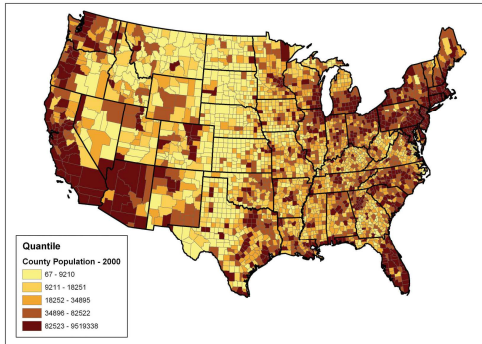 Quantile
County Population - 2000
67 - 9210
9211 - 18251
18252 - 34895
34896 - 82522
82523 - 9519338